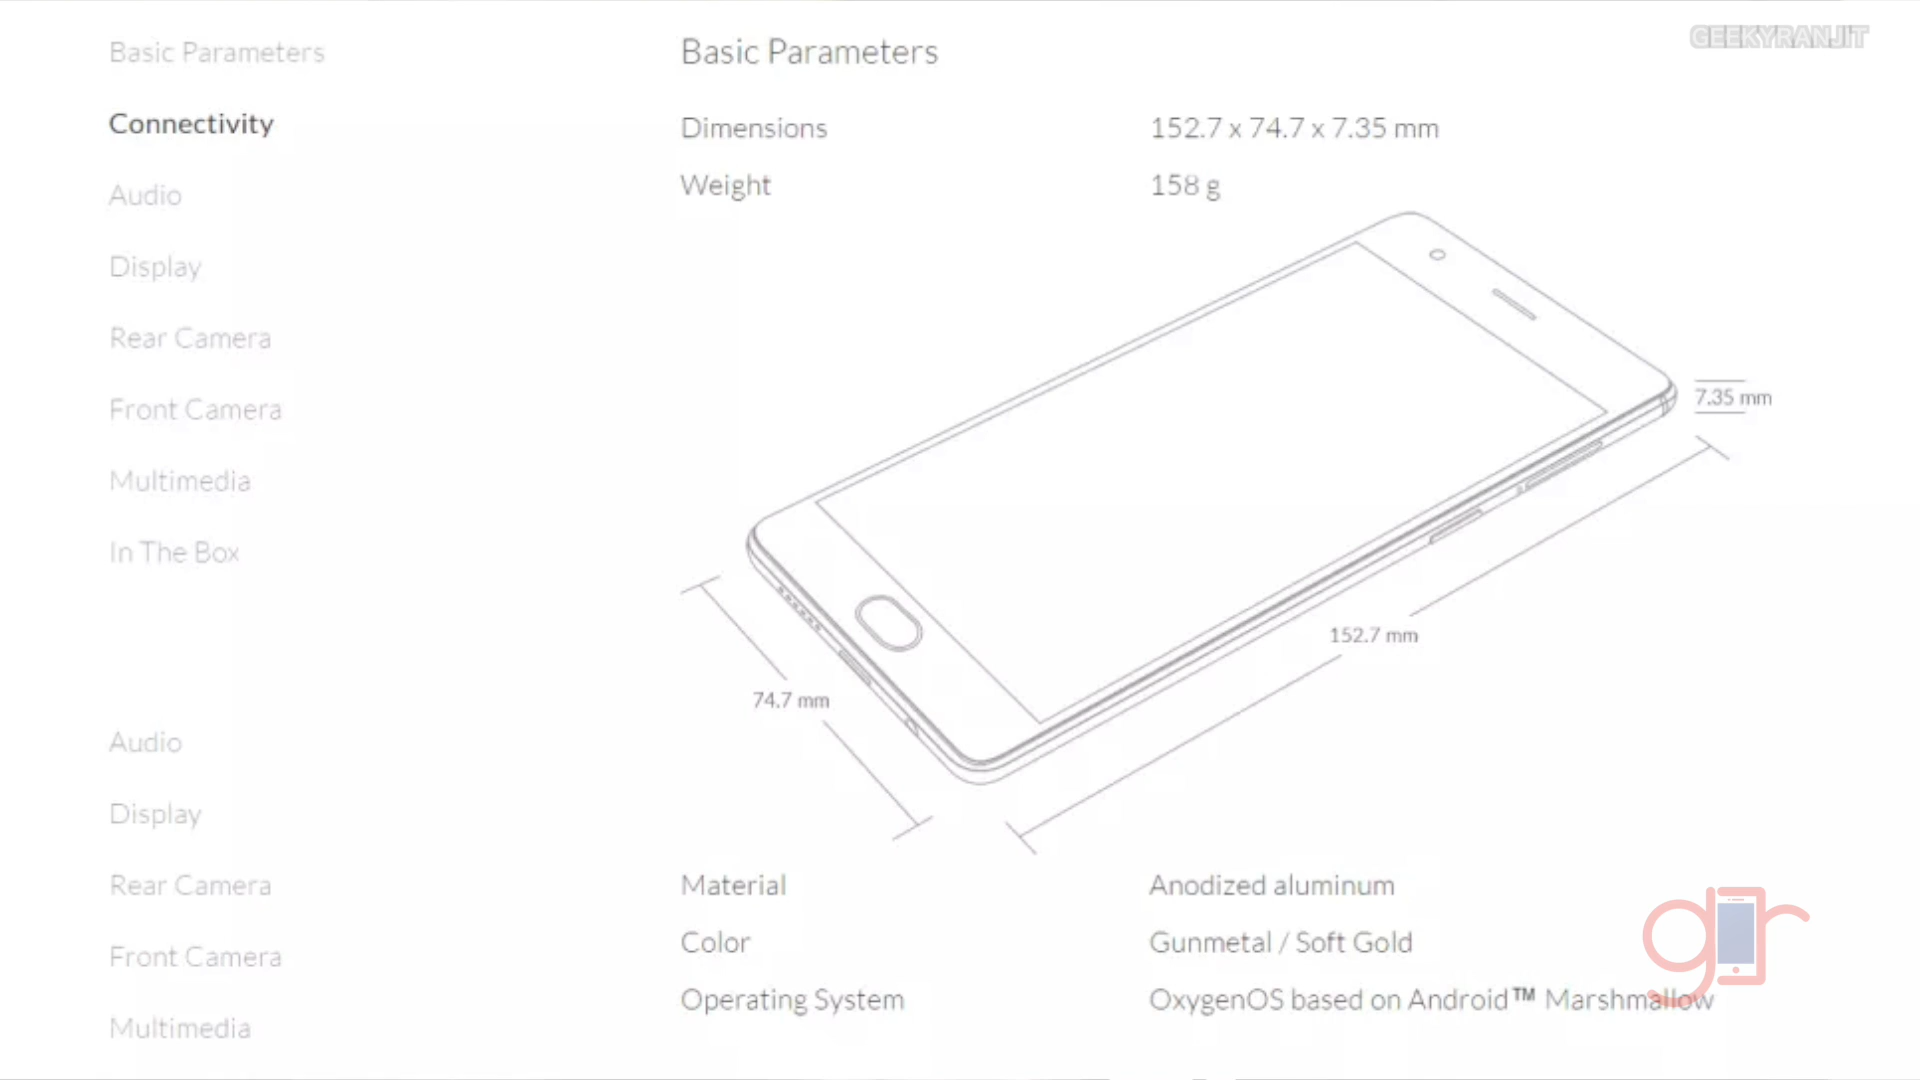 GEEKYRANJIT
Basic Parameters
Connectivity
Audio
Display
Rear Camera
Front Camera
Multimedia
In The Box
Audio
Display
Rear Camera
Front Camera
Multimedia
Basic Parameters
Dimensions 152.7 x 74.7 x 7.35 mm
Weight 158 g
7.35 mm
152.7 mm
74.7 mm
Material Anodized aluminum
Color Gunmetal / Soft Gold
Operating System OxygenOS based on Android™ Marshmallow
gr